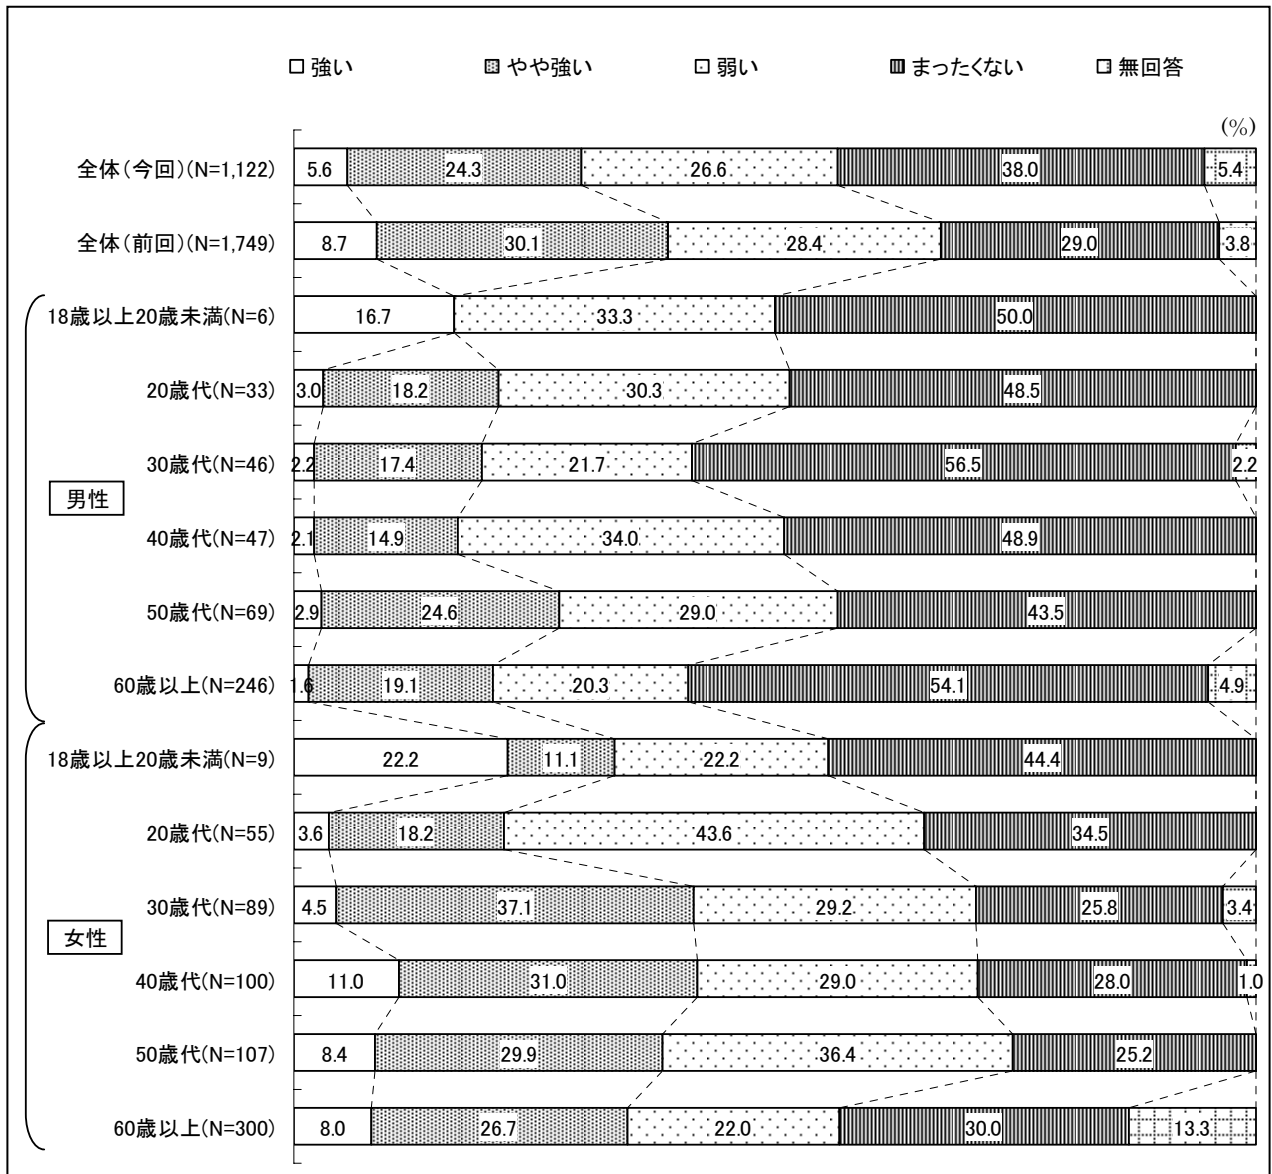 強い やや強い 弱い まったくない 無回答
(%)
全体(今回)(N=1,122) 5.6 24.3 26.6 38.0 5.4
全体(前回)(N=1,749) 8.7 30.1 28.4 29.0 3.8
18歳以上20歳未満(N=6) 16.7 33.3 50.0
20歳代(N=33) 3.0 18.2 30.3 48.5
30歳代(N=46) 2.2 17.4 21.7 56.5 2.2
男性
40歳代(N=47) 2.1 14.9 34.0 48.9
50歳代(N=69) 2.9 24.6 29.0 43.5
60歳以上(N=246) 1.6 19.1 20.3 54.1 4.9
18歳以上20歳未満(N=9) 22.2 11.1 22.2 44.4
20歳代(N=55) 3.6 18.2 43.6 34.5
30歳代(N=89) 4.5 37.1 29.2 25.8 3.4
女性
40歳代(N=100) 11.0 31.0 29.0 28.0 1.0
50歳代(N=107) 8.4 29.9 36.4 25.2
60歳以上(N=300) 8.0 26.7 22.0 30.0 13.3